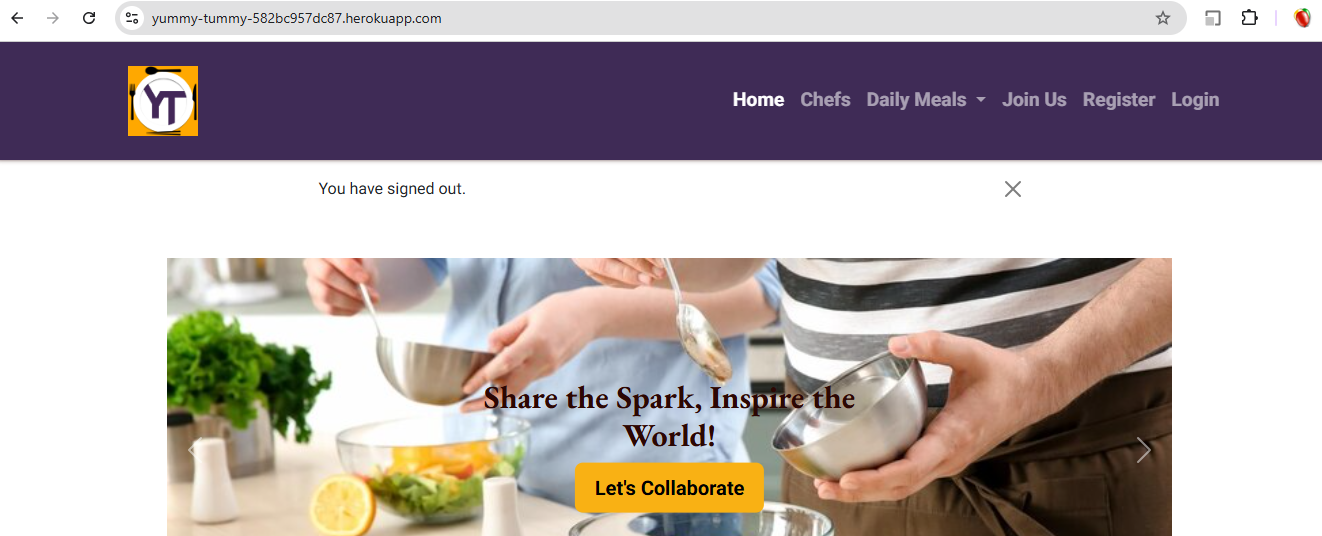 yummy-tummy-582bc957dc87.herokuapp.com
YT
Home Chefs Daily Meals Join Us Register Login
You have signed out.
Share the Spark, Inspire the
World!
Let's Collaborate